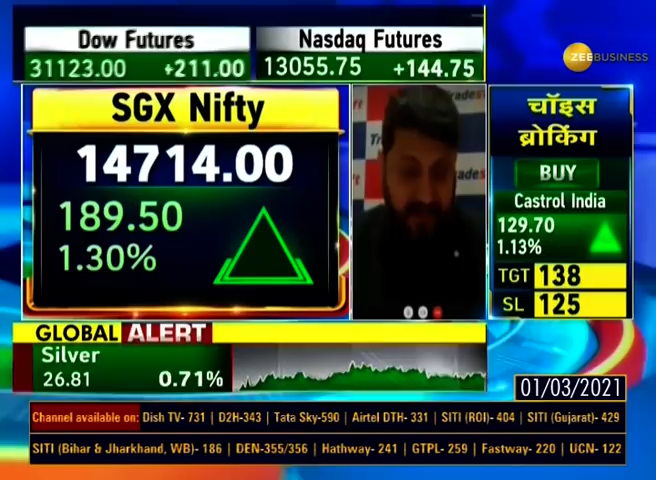 Dow Futures
31123.00 +211.00
Nasdaq Futures
13055.75 +144.75
ZEE BUSINESS
SGX Nifty
14714.00
189.50
1.30%
चॉइस
ब्रोकिंग
BUY
Castrol India
129.70
1.13%
TGT 138
SL 125
GLOBAL ALERT
Silver
26.81 0.71%
01/03/2021
Channel available on: Dish TV- 731 | D2H-343 | Tata Sky-590 | Airtel DTH- 331 | SITI (ROI)- 404 | SITI (Gujarat)- 429
SITI (Bihar & Jharkhand, WB)- 186 | DEN-355/356 | Hathway- 241 | GTPL- 259 | Fastway- 220 | UCN- 122